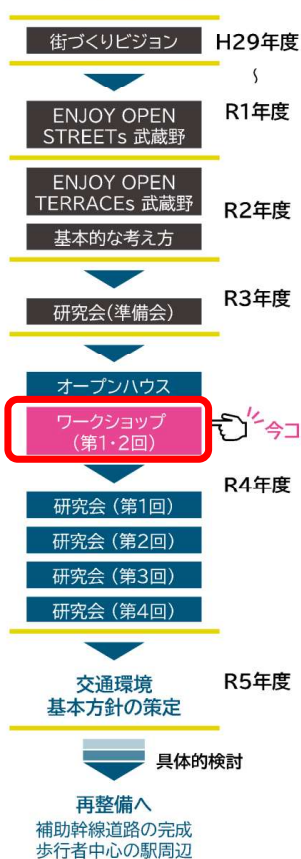 街づくりビジョン
H29年度
~
ENJOY OPEN
STREETs 武蔵野
R1年度
ENJOY OPEN
TERRACEs 武蔵野
基本的な考え方
R2年度
研究会(準備会)
R3年度
オープンハウス
ワークショップ
(第1・2回)
今コ
R4年度
研究会 (第1回)
研究会 (第2回)
研究会 (第3回)
研究会 (第4回)
交通環境
基本方針の策定
R5年度
具体的検討
再整備へ
補助幹線道路の完成
歩行者中心の駅周辺